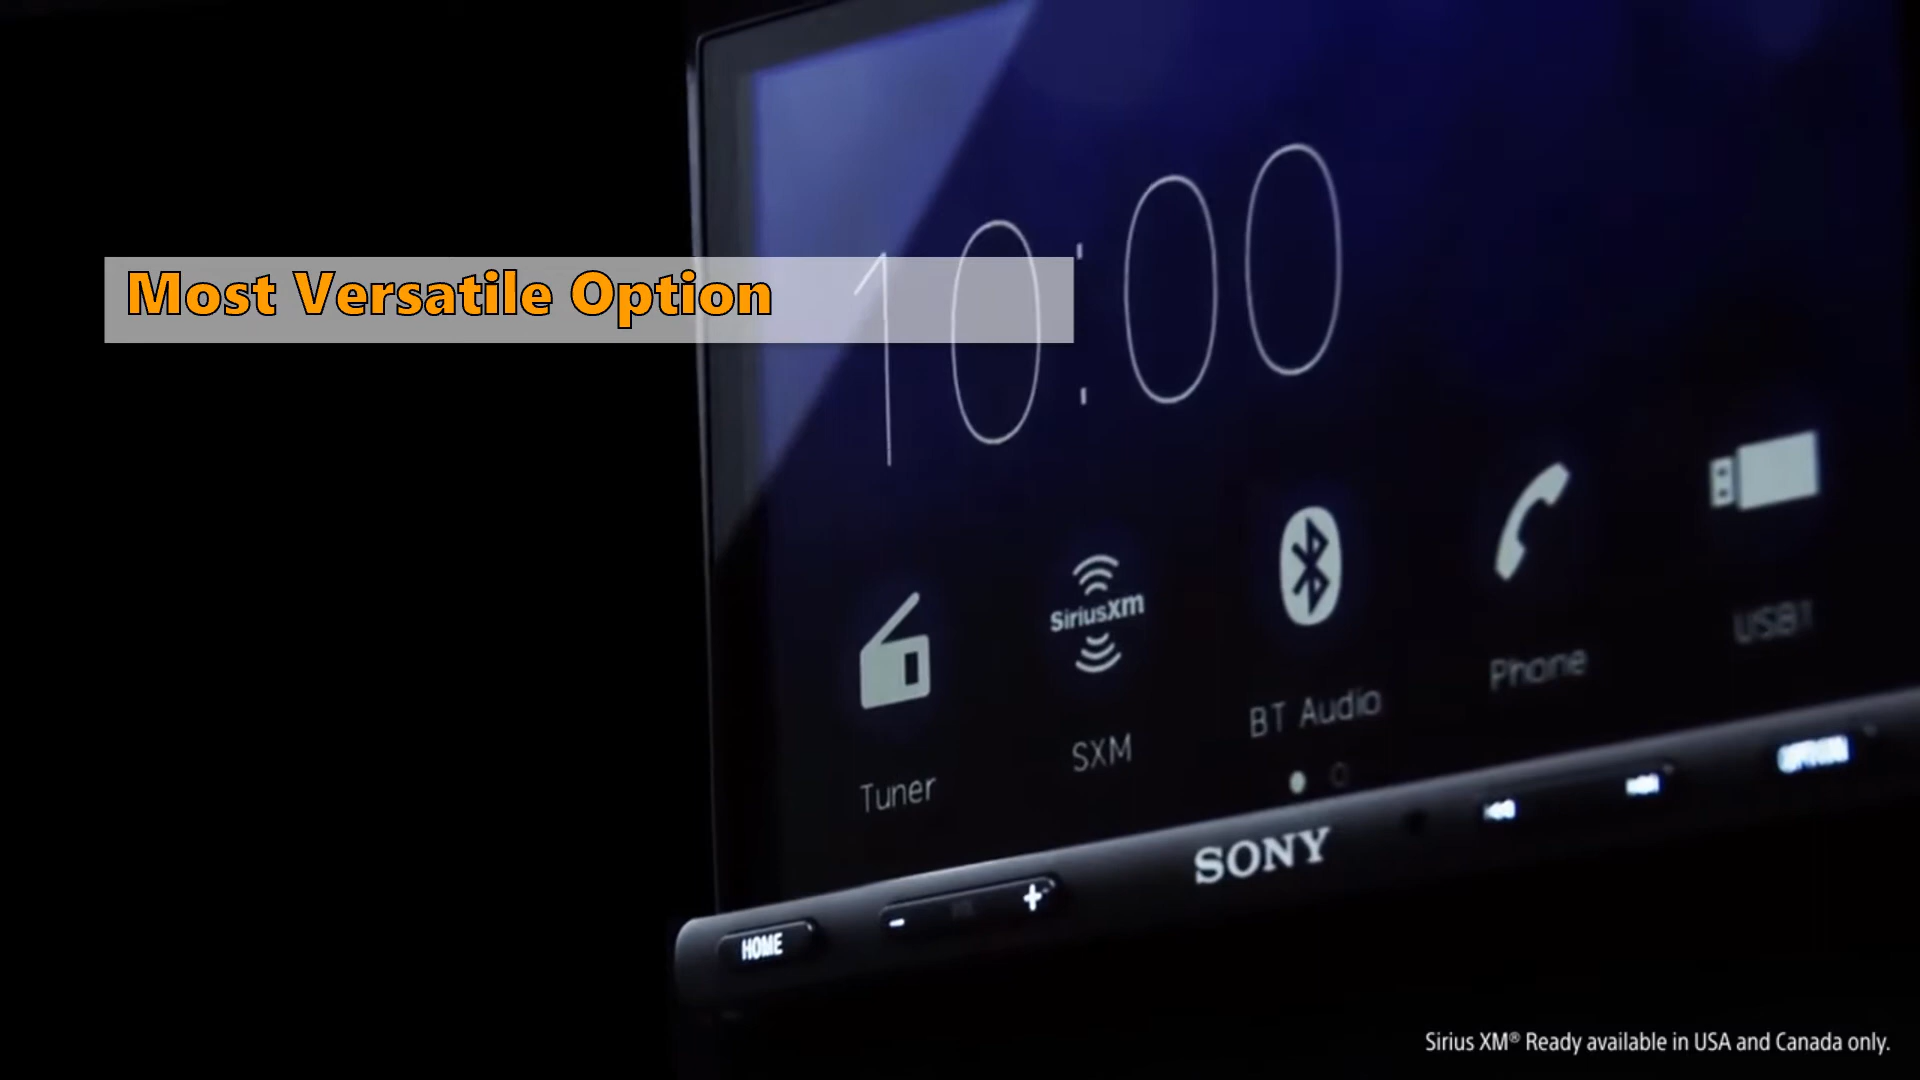 Most Versatile Option
10:00
SiriusXm
Tuner
SXM
BT Audio
Phone
USB1
HOME
- +
SONY
OPTION
Sirius XM® Ready available in USA and Canada only.